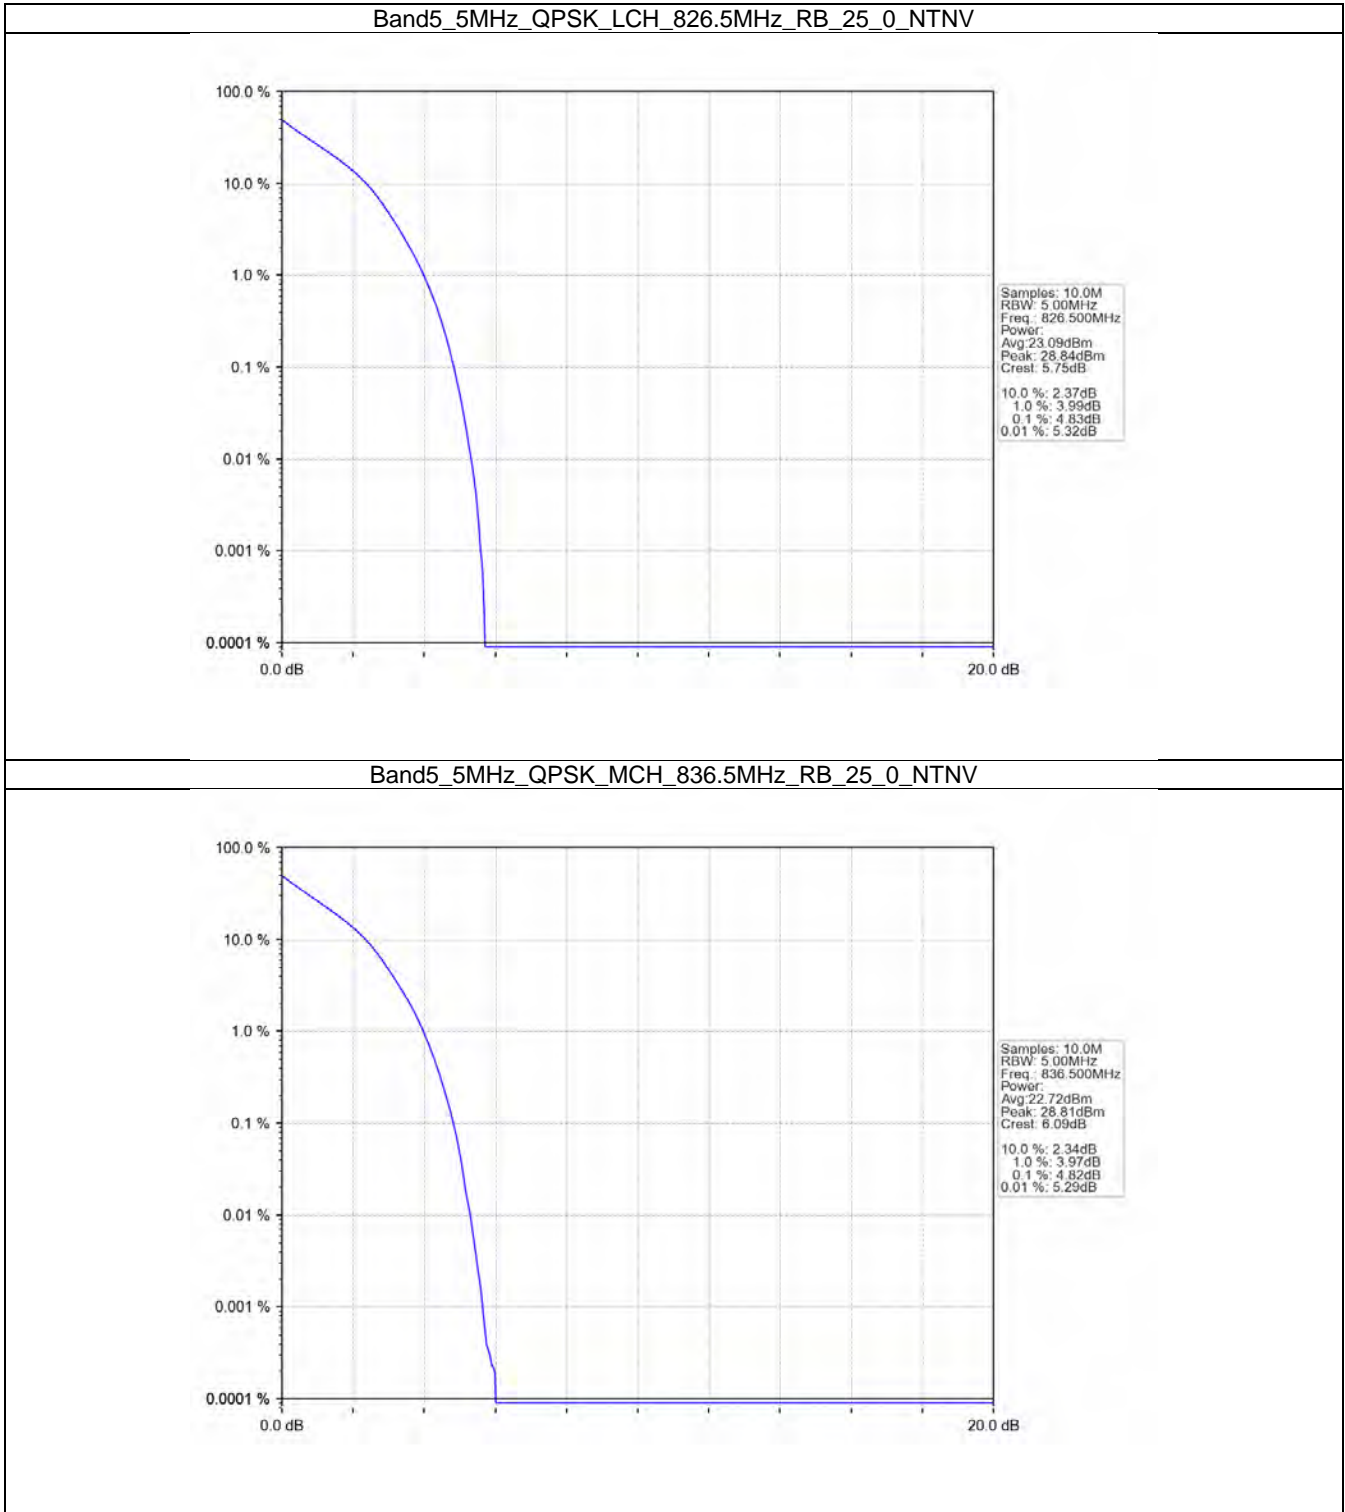 Band5_5MHz_QPSK_LCH_826.5MHz_RB_25_0_NTNV
100.0 %
10.0 %
1.0 %
0.1 %
0.01 %
0.001 %
0.0001 %
0.0 dB
20.0 dB
Samples: 10.0M
RBW: 5.00MHz
Freq.: 826.500MHz
Power:
Avg:23.09dBm
Peak: 28.84dBm
Crest: 5.75dB
10.0 %: 2.37dB
1.0 %: 3.99dB
0.1 %: 4.83dB
0.01 %: 5.32dB
Band5_5MHz_QPSK_MCH_836.5MHz_RB_25_0_NTNV
100.0 %
10.0 %
1.0 %
0.1 %
0.01 %
0.001 %
0.0001 %
0.0 dB
20.0 dB
Samples: 10.0M
RBW: 5.00MHz
Freq.: 836.500MHz
Power:
Avg:22.72dBm
Peak: 28.81dBm
Crest: 6.09dB
10.0 %: 2.34dB
1.0 %: 3.97dB
0.1 %: 4.82dB
0.01 %: 5.29dB